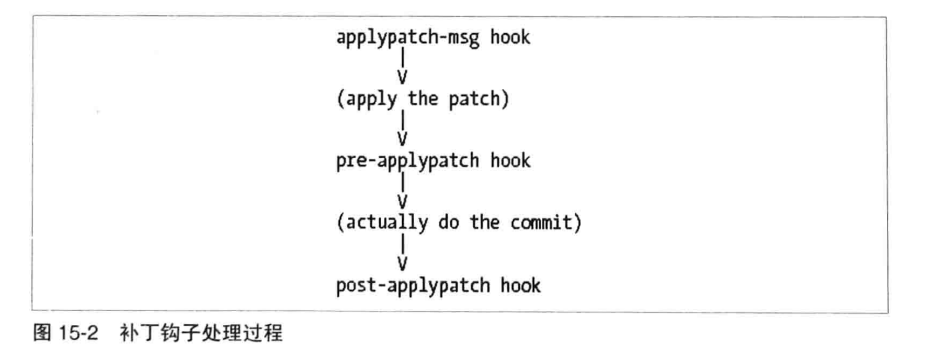 applypatch-msg hook
|
V
(apply the patch)
|
V
pre-applypatch hook
|
V
(actually do the commit)
|
V
post-applypatch hook
图 15-2 补丁钩子处理过程